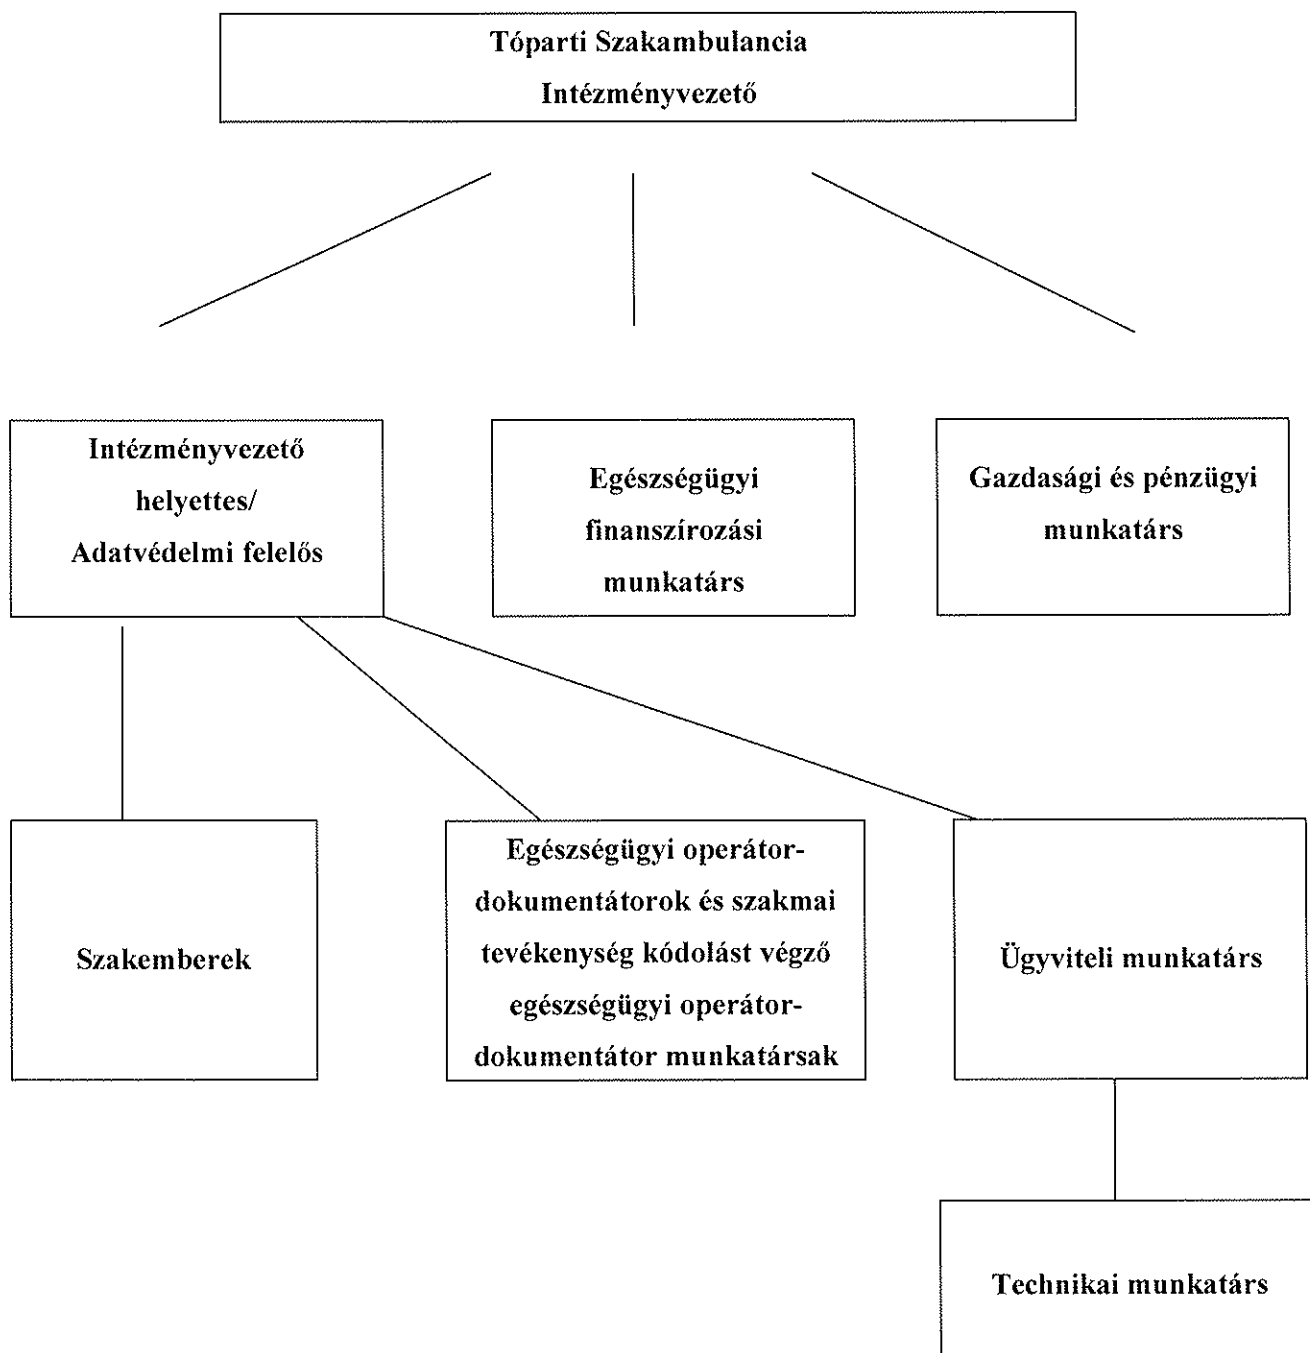 Tóparti Szakambulancia
Intézményvezető
Intézményvezető
helyettes/
Adatvédelmi felelős
Egészségügyi
finanszírozási
munkatárs
Gazdasági és pénzügyi
munkatárs
Szakemberek
Egészségügyi operátor-
dokumentátorok és szakmai
tevékenység kódolást végző
egészségügyi operátor-
dokumentátor munkatársak
Ügyviteli munkatárs
Technikai munkatárs